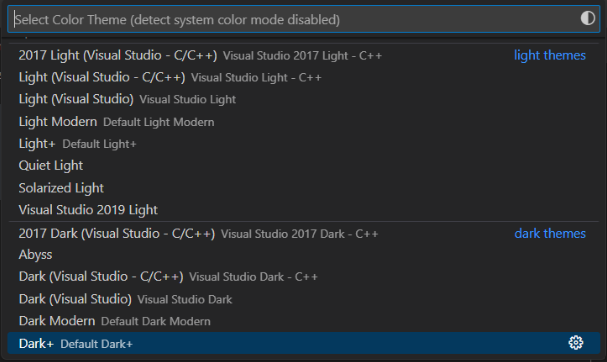 Select Color Theme (detect system color mode disabled)
2017 Light (Visual Studio - C/C++) Visual Studio 2017 Light - C++ light themes
Light (Visual Studio - C/C++) Visual Studio Light - C++
Light (Visual Studio) Visual Studio Light
Light Modern Default Light Modern
Light+ Default Light+
Quiet Light
Solarized Light
Visual Studio 2019 Light
2017 Dark (Visual Studio - C/C++) Visual Studio 2017 Dark - C++ dark themes
Abyss
Dark (Visual Studio - C/C++) Visual Studio Dark - C++
Dark (Visual Studio) Visual Studio Dark
Dark Modern Default Dark Modern
Dark+ Default Dark+